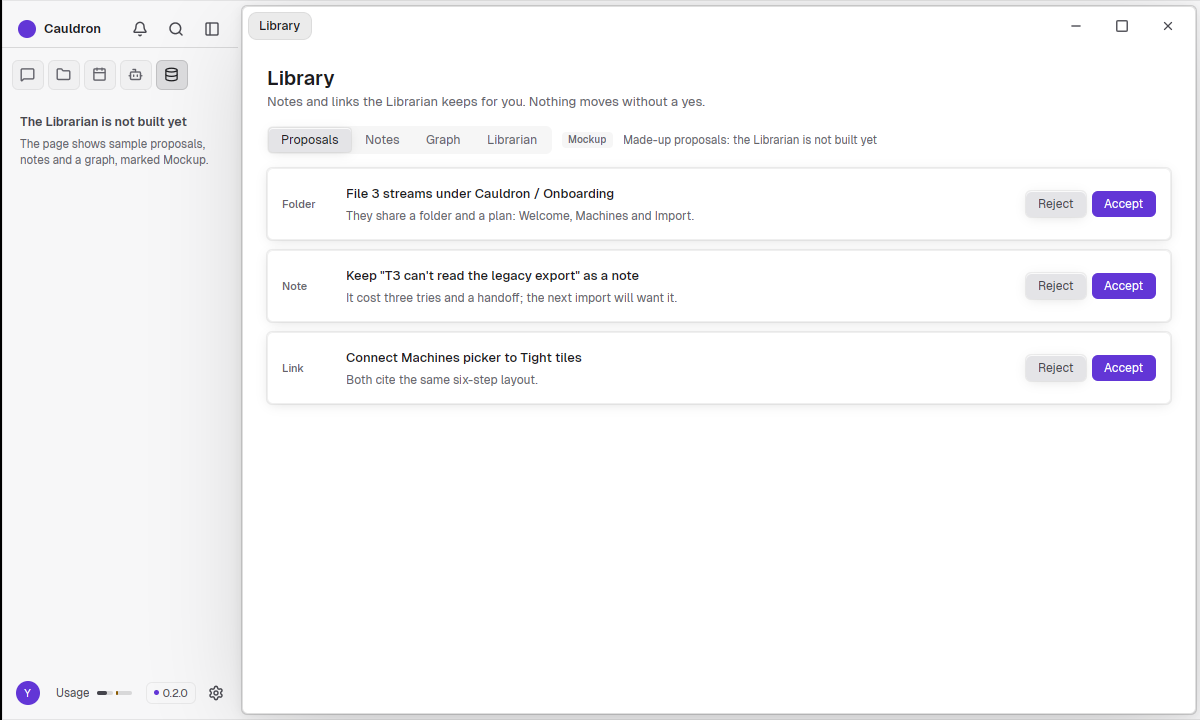 Cauldron
The Librarian is not built yet
The page shows sample proposals,
notes and a graph, marked Mockup.
Y
Usage
0.2.0
Library
Library
Notes and links the Librarian keeps for you. Nothing moves without a yes.
Proposals Notes Graph Librarian Mockup Made-up proposals: the Librarian is not built yet
Folder
File 3 streams under Cauldron / Onboarding
They share a folder and a plan: Welcome, Machines and Import.
Reject Accept
Note
Keep "T3 can't read the legacy export" as a note
It cost three tries and a handoff; the next import will want it.
Reject Accept
Link
Connect Machines picker to Tight tiles
Both cite the same six-step layout.
Reject Accept